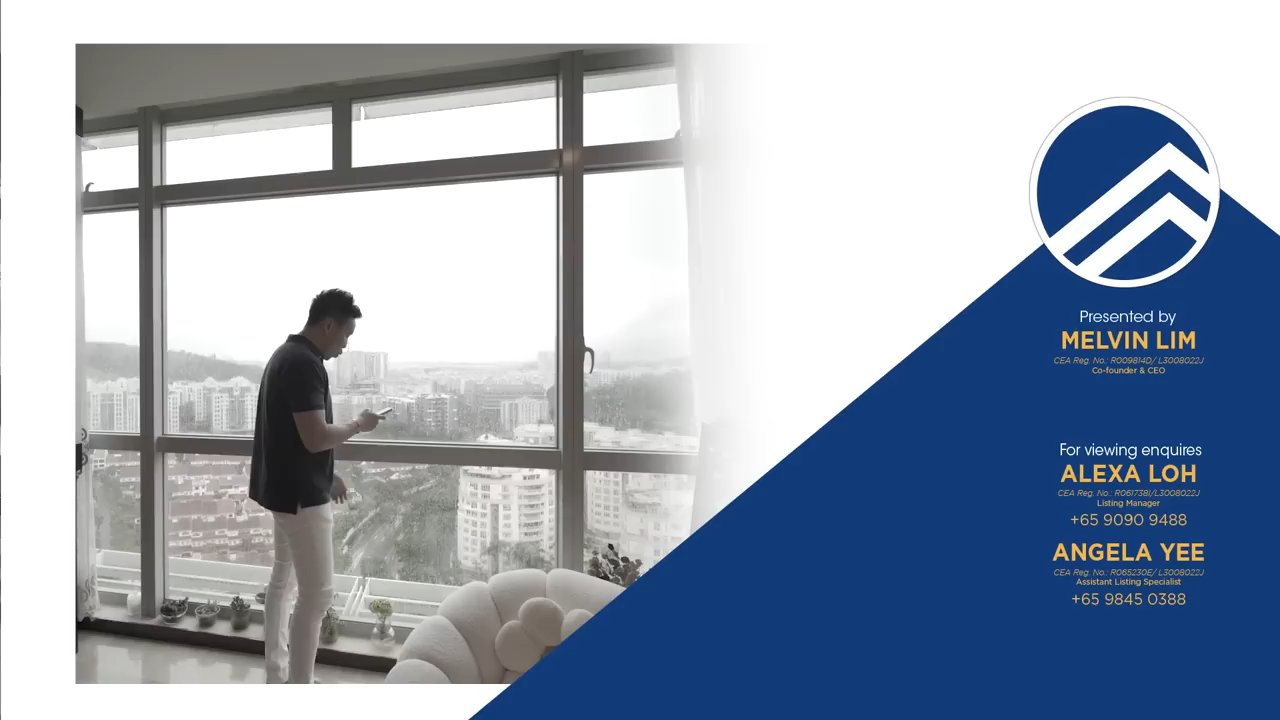 Presented by
MELVIN LIM
CEA Reg. No.: R009814D/ L3008022J
Co-founder & CEO
For viewing enquires
ALEXA LOH
CEA Reg. No.: R061738I/L3008022J
Listing Manager
+65 9090 9488
ANGELA YEE
CEA Reg. No.: R065230E/ L3008022J
Assistant Listing Specialist
+65 9845 0388